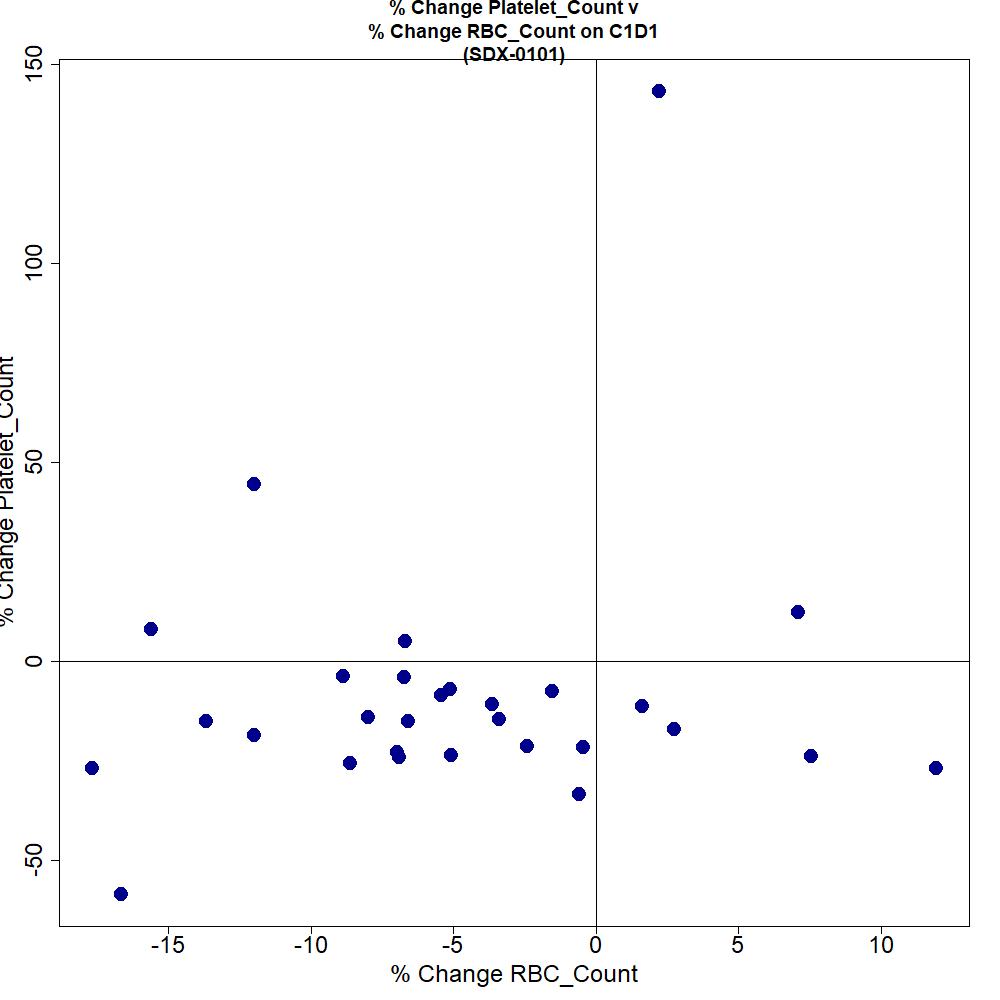 % Change Platelet_Count v
% Change RBC_Count on C1D1
(SDX-0101)
150
100
50
0
-50
% Change Platelet_Count
-15
-10
-5
0
5
10
% Change RBC_Count